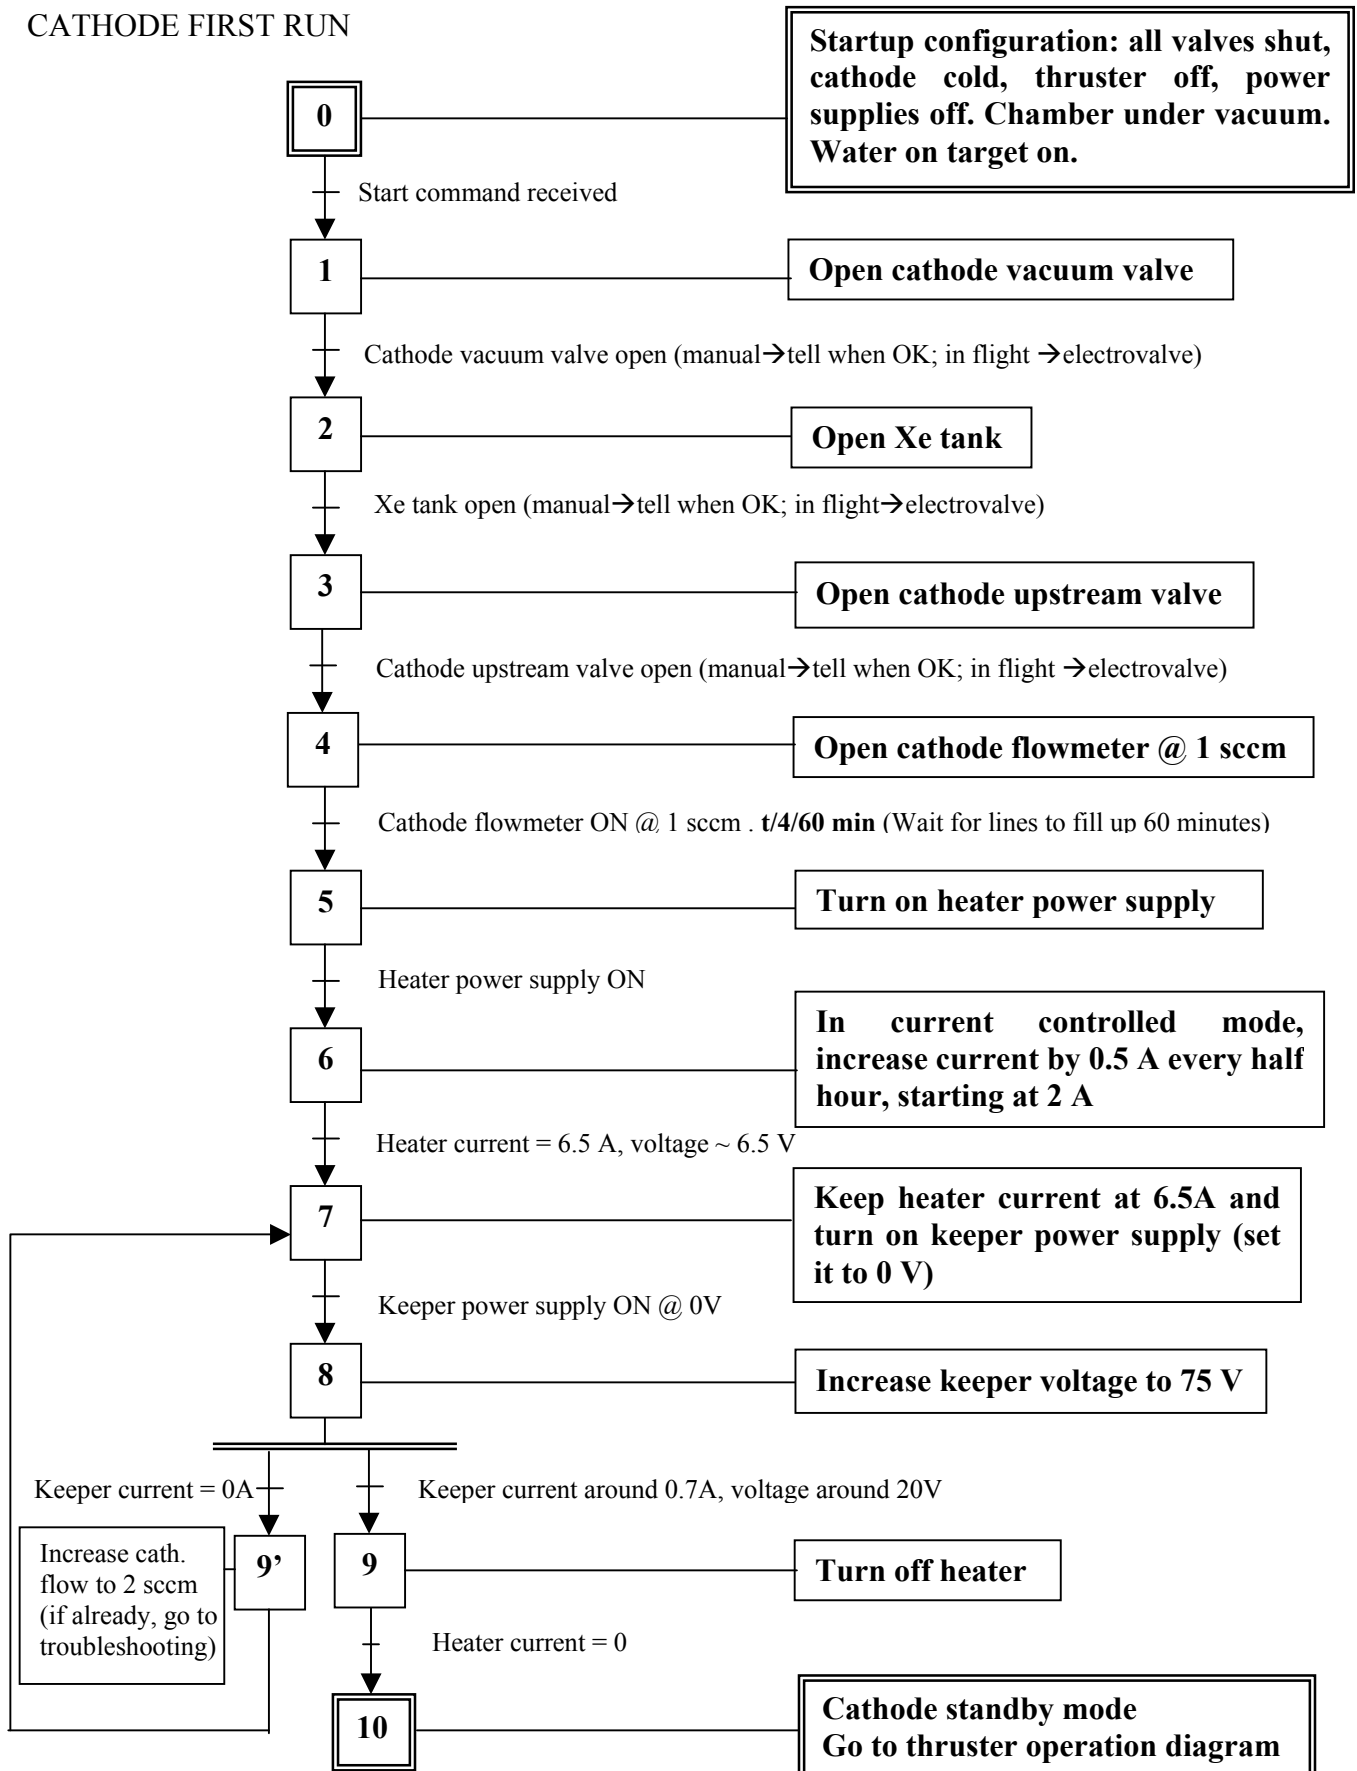 CATHODE FIRST RUN
Startup configuration: all valves shut,
cathode cold, thruster off, power
supplies off. Chamber under vacuum.
Water on target on.
0
Start command received
1
Open cathode vacuum valve
Cathode vacuum valve open (manual→tell when OK; in flight →electrovalve)
2
Open Xe tank
Xe tank open (manual→tell when OK; in flight→electrovalve)
3
Open cathode upstream valve
Cathode upstream valve open (manual→tell when OK; in flight →electrovalve)
4
Open cathode flowmeter @ 1 sccm
Cathode flowmeter ON @ 1 sccm . t/4/60 min (Wait for lines to fill up 60 minutes)
5
Turn on heater power supply
Heater power supply ON
6
In current controlled mode,
increase current by 0.5 A every half
hour, starting at 2 A
Heater current = 6.5 A, voltage ~ 6.5 V
7
Keep heater current at 6.5A and
turn on keeper power supply (set
it to 0 V)
Keeper power supply ON @ 0V
8
Increase keeper voltage to 75 V
Keeper current = 0A
Keeper current around 0.7A, voltage around 20V
Increase cath.
flow to 2 sccm
(if already, go to
troubleshooting)
9’
9
Turn off heater
Heater current = 0
10
Cathode standby mode
Go to thruster operation diagram